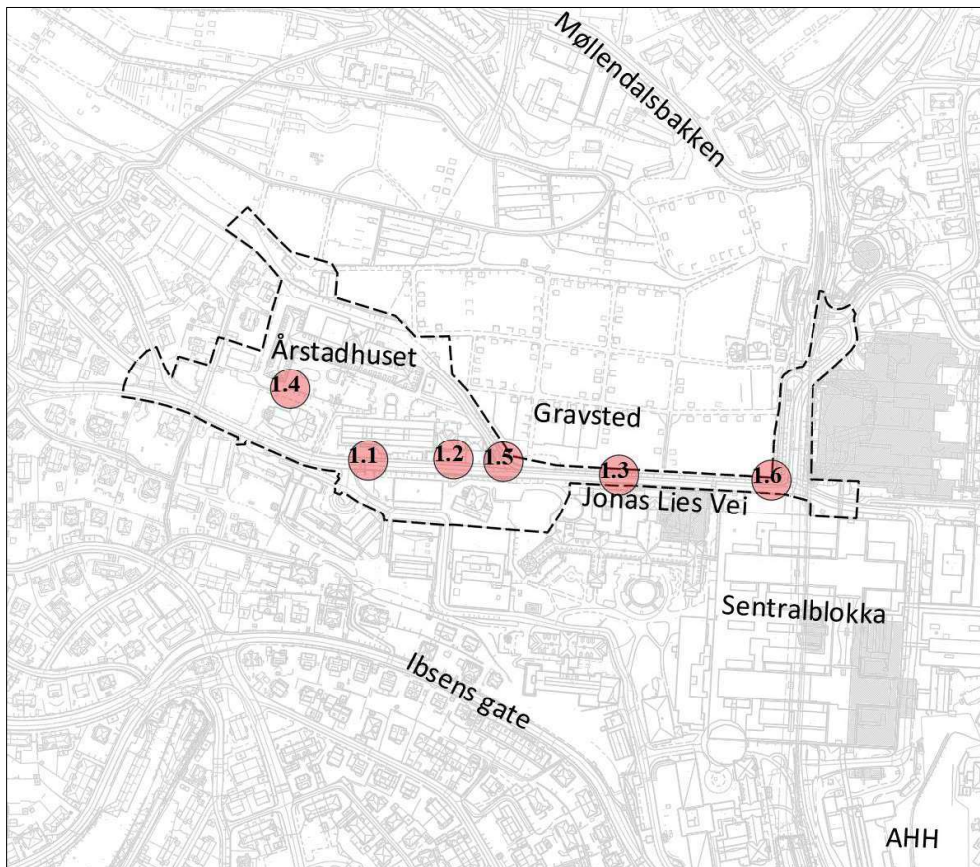 Møllendalsbakken
Årstadhuset
1.4
Gravsted
1.1
1.2
1.5
1.3
1.6
Jonas Lies Vei
Sentralblokka
Ibsens gate
AHH